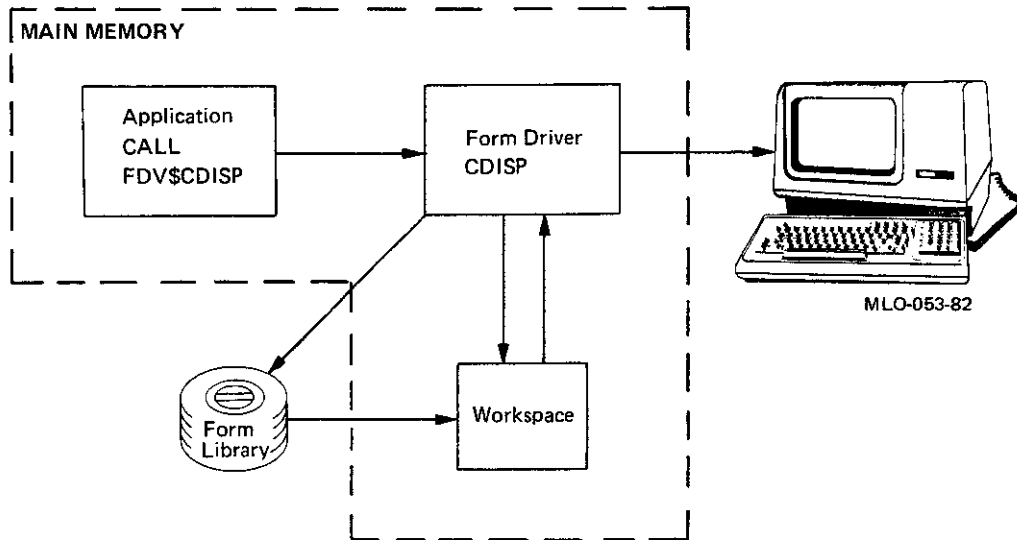 MAIN MEMORY
Application
CALL
FDV$CDISP
Form Driver
CDISP
MLO-053-82
Form
Library
Workspace